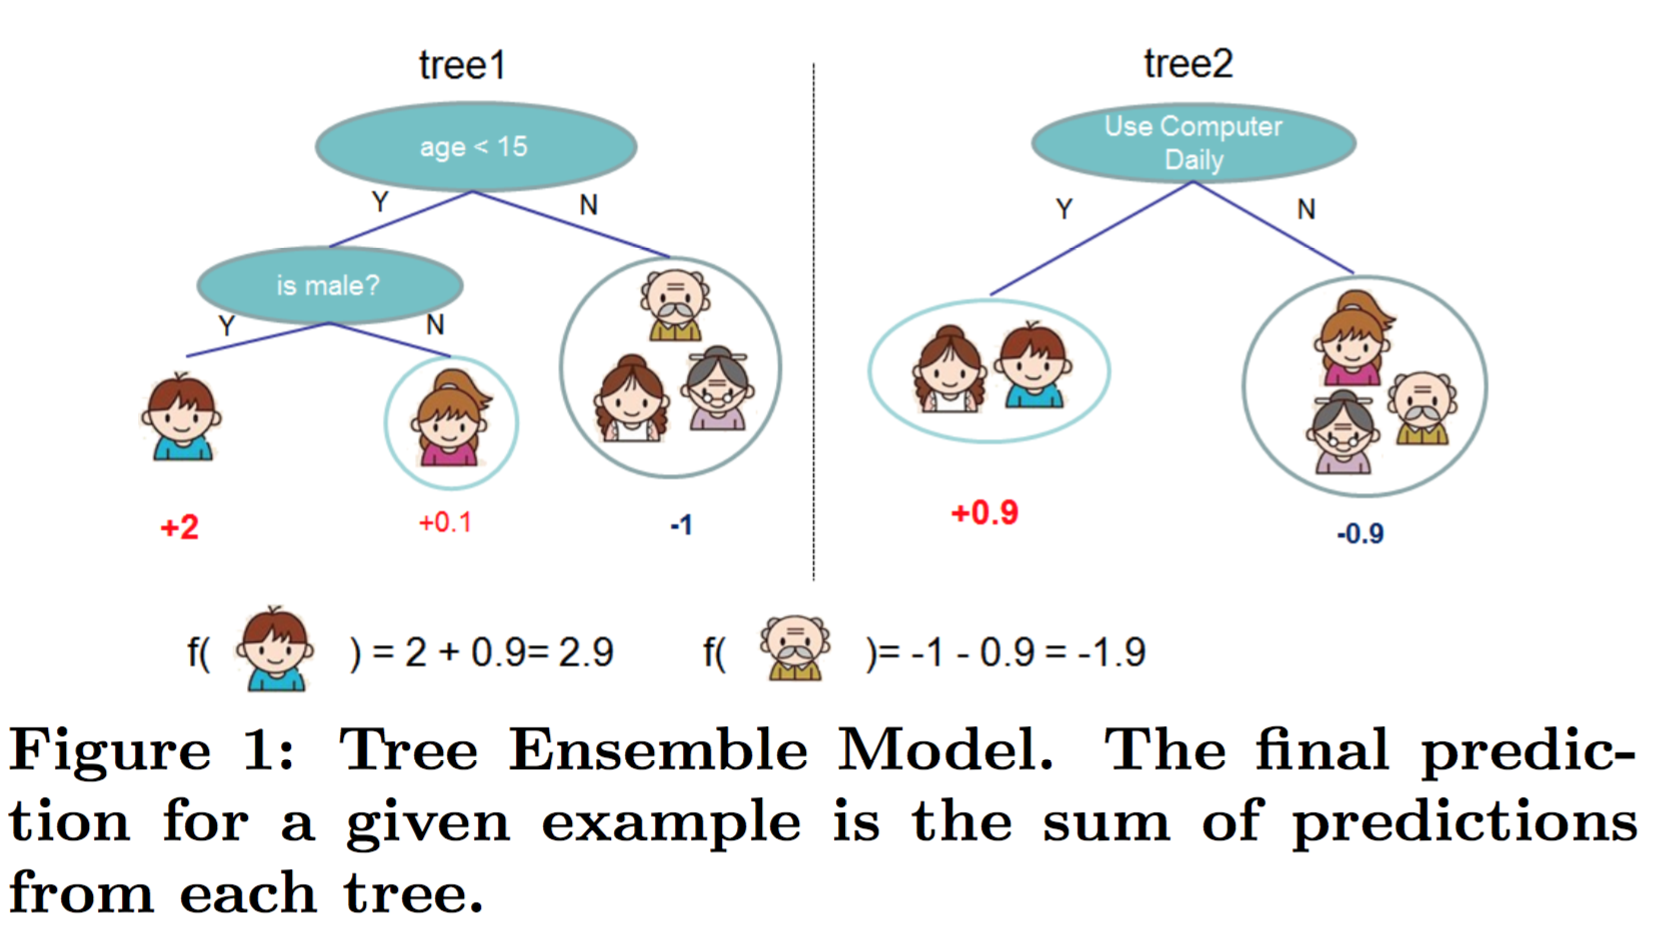 tree1
age < 15
Y
N
is male?
Y
N
+2
+0.1
-1
tree2
Use Computer
Daily
Y
N
+0.9
-0.9
f( ) = 2 + 0.9= 2.9
f( )= -1 - 0.9 = -1.9
Figure 1: Tree Ensemble Model. The final predic-
tion for a given example is the sum of predictions
from each tree.